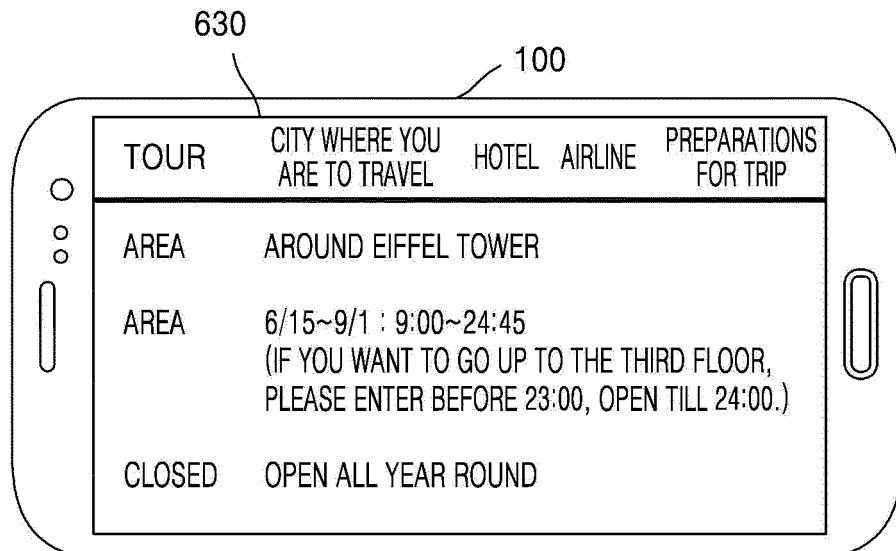 630
100
TOUR CITY WHERE YOU ARE TO TRAVEL HOTEL AIRLINE PREPARATIONS FOR TRIP
AREA AROUND EIFFEL TOWER
AREA 6/15~9/1 : 9:00~24:45
(IF YOU WANT TO GO UP TO THE THIRD FLOOR,
PLEASE ENTER BEFORE 23:00, OPEN TILL 24:00.)
CLOSED OPEN ALL YEAR ROUND